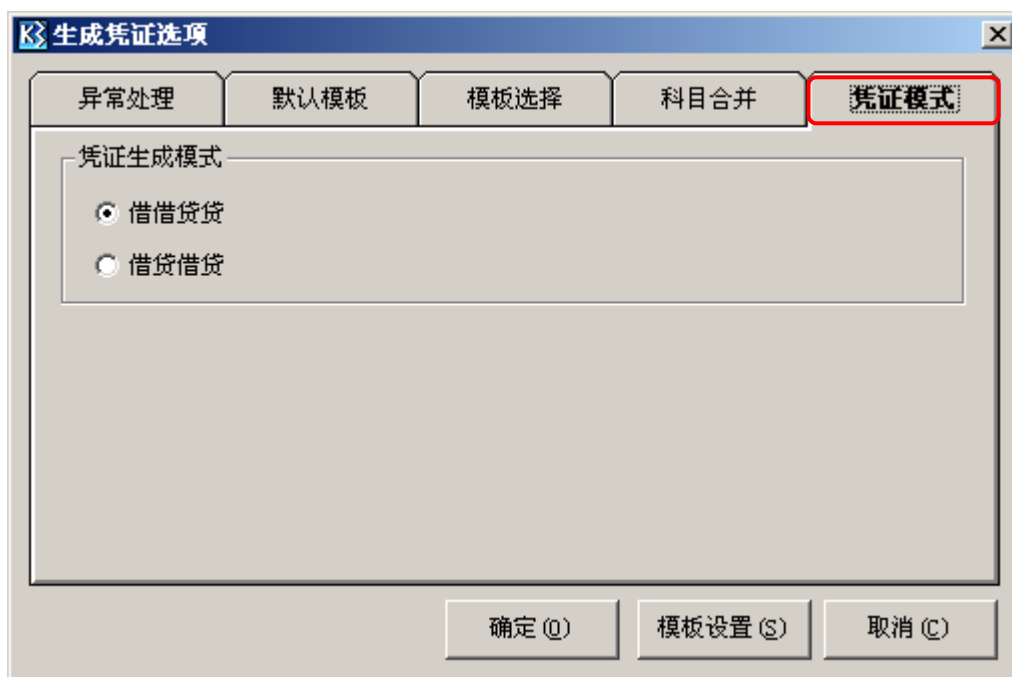 K3 生成凭证选项
异常处理 默认模板 模板选择 科目合并 凭证模式
凭证生成模式
借借贷贷
借贷借贷
确定(O) 模板设置(S) 取消(C)